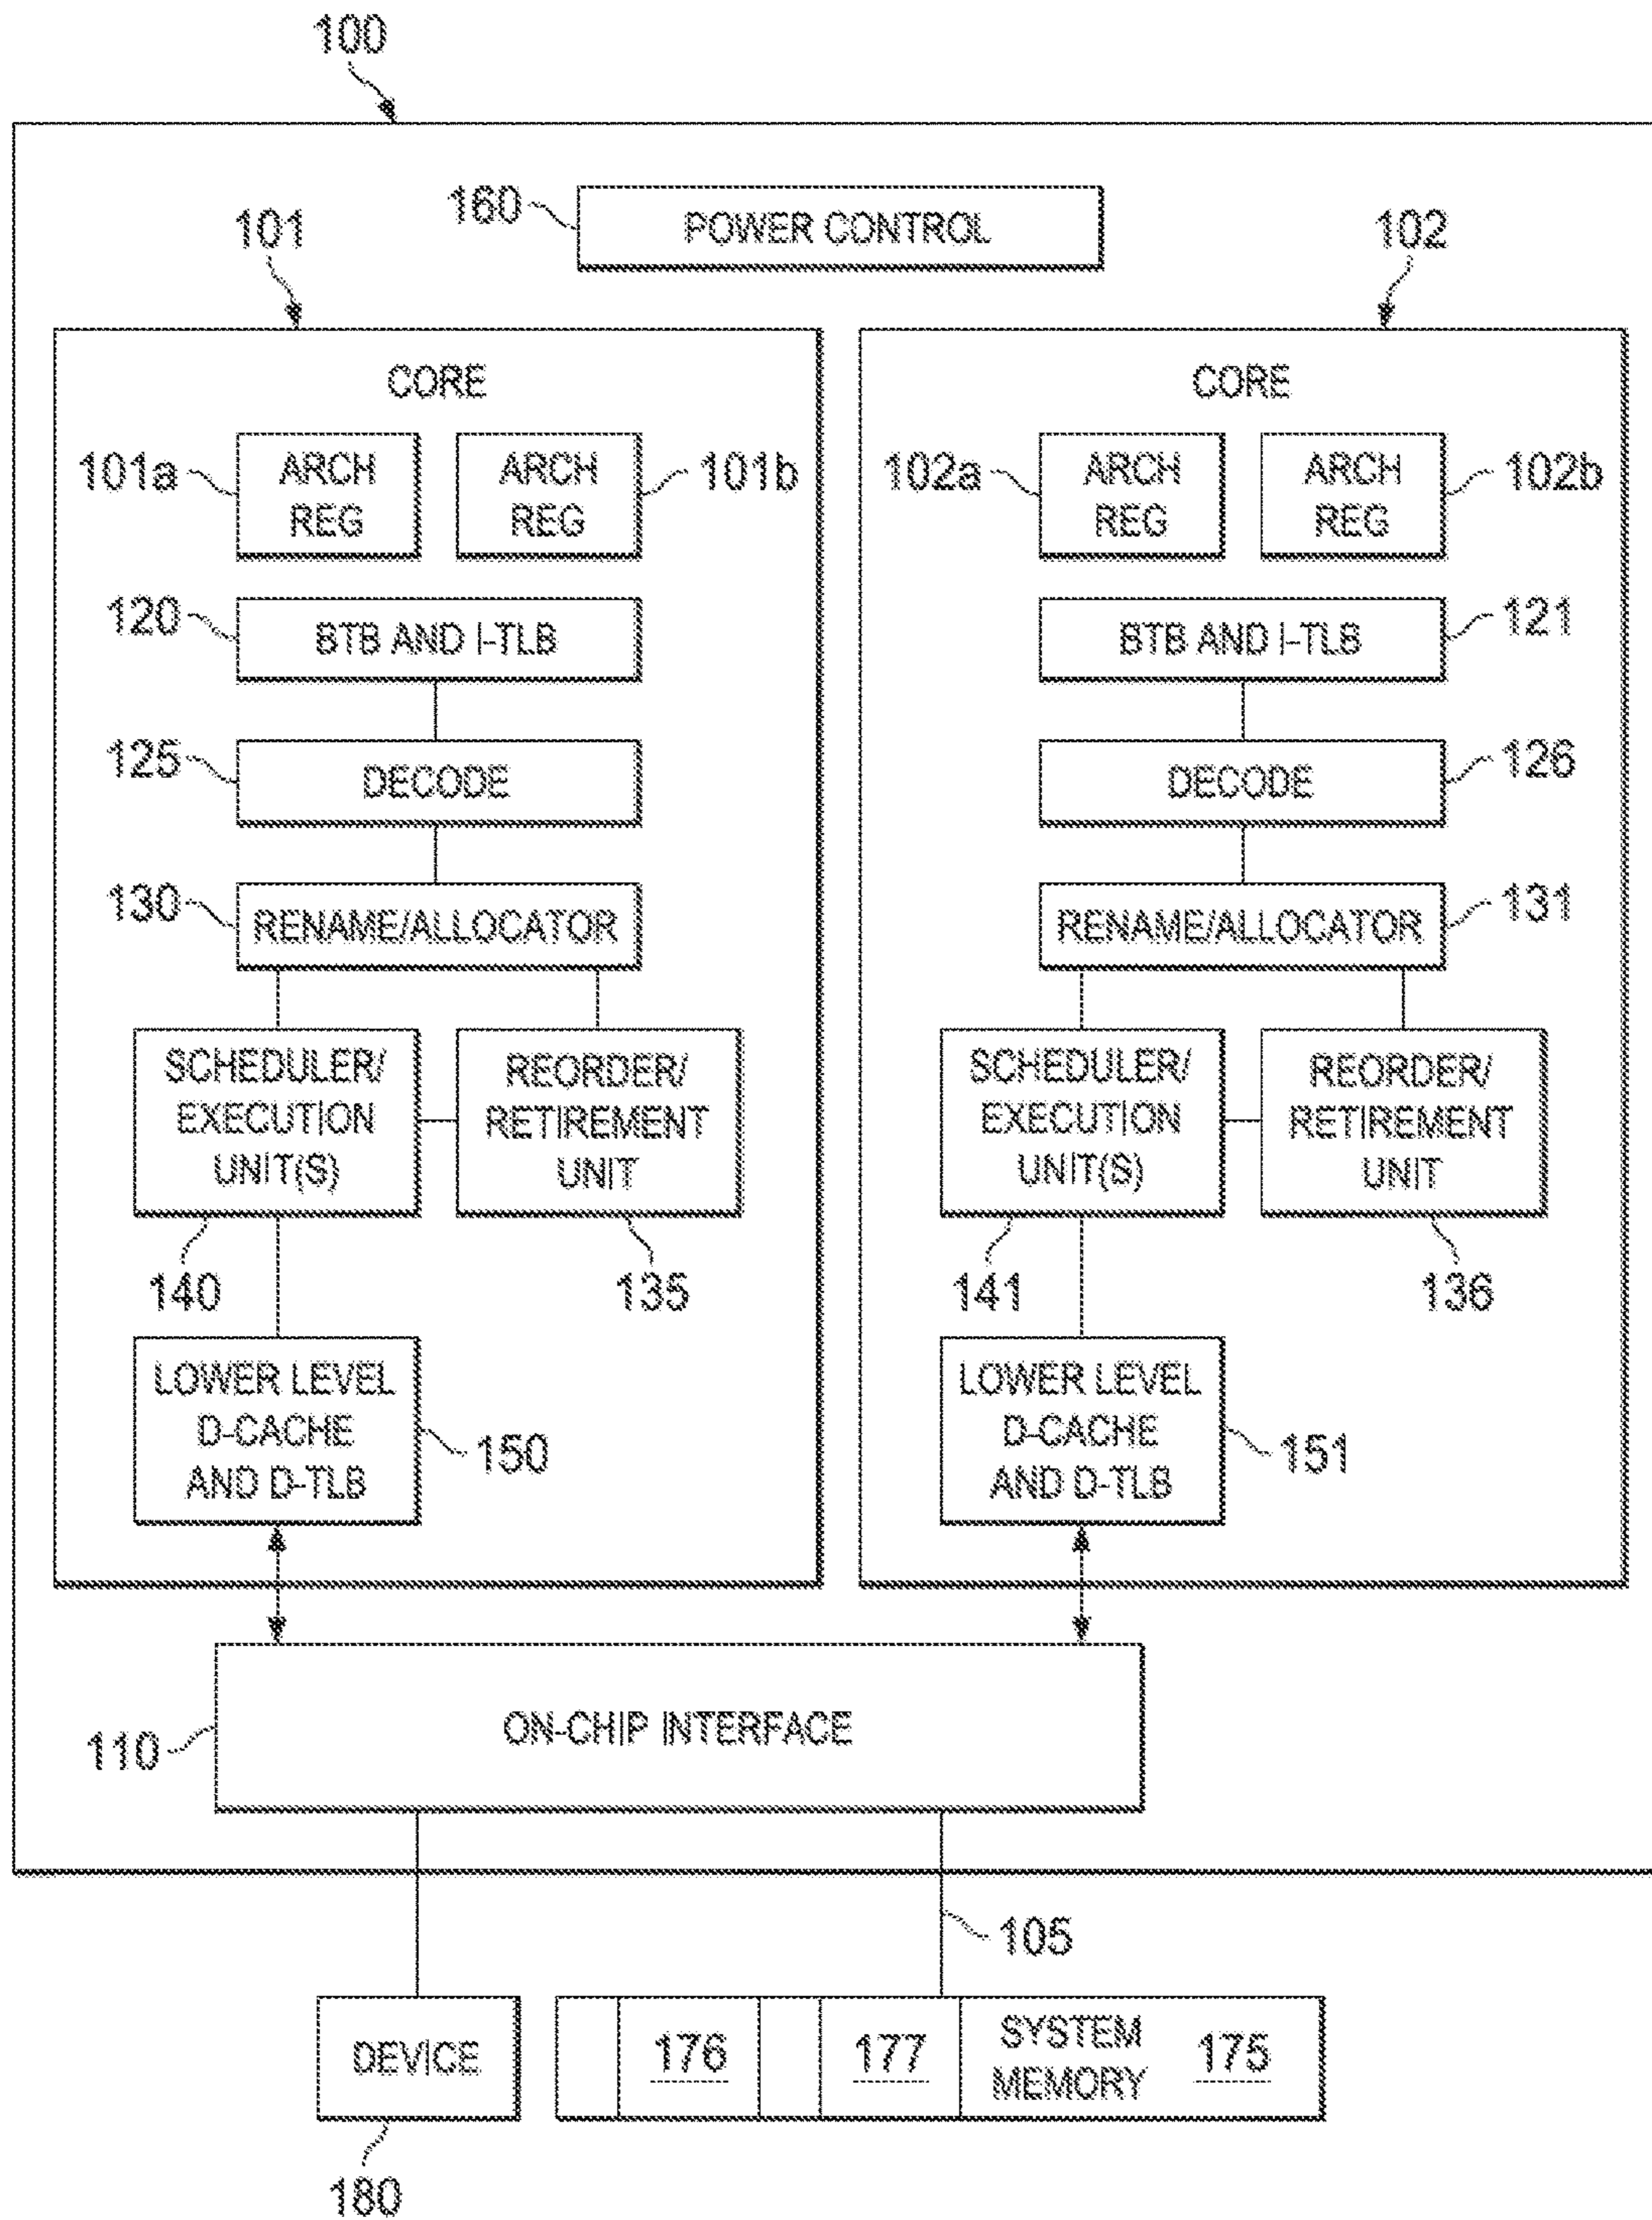 100
160
POWER CONTROL
101
102
CORE
101a
ARCH
REG
ARCH
REG
101b
120
BTB AND I-TLB
125
DECODE
130
RENAME/ALLOCATOR
SCHEDULER/
EXECUTION
UNIT(S)
REORDER/
RETIREMENT
UNIT
140
135
LOWER LEVEL
D-CACHE
AND D-TLB
150
CORE
102a
ARCH
REG
ARCH
REG
102b
BTB AND I-TLB
121
DECODE
126
RENAME/ALLOCATOR
131
SCHEDULER/
EXECUTION
UNIT(S)
REORDER/
RETIREMENT
UNIT
141
136
LOWER LEVEL
D-CACHE
AND D-TLB
151
110
ON-CHIP INTERFACE
105
DEVICE
180
176
177
SYSTEM
MEMORY
175